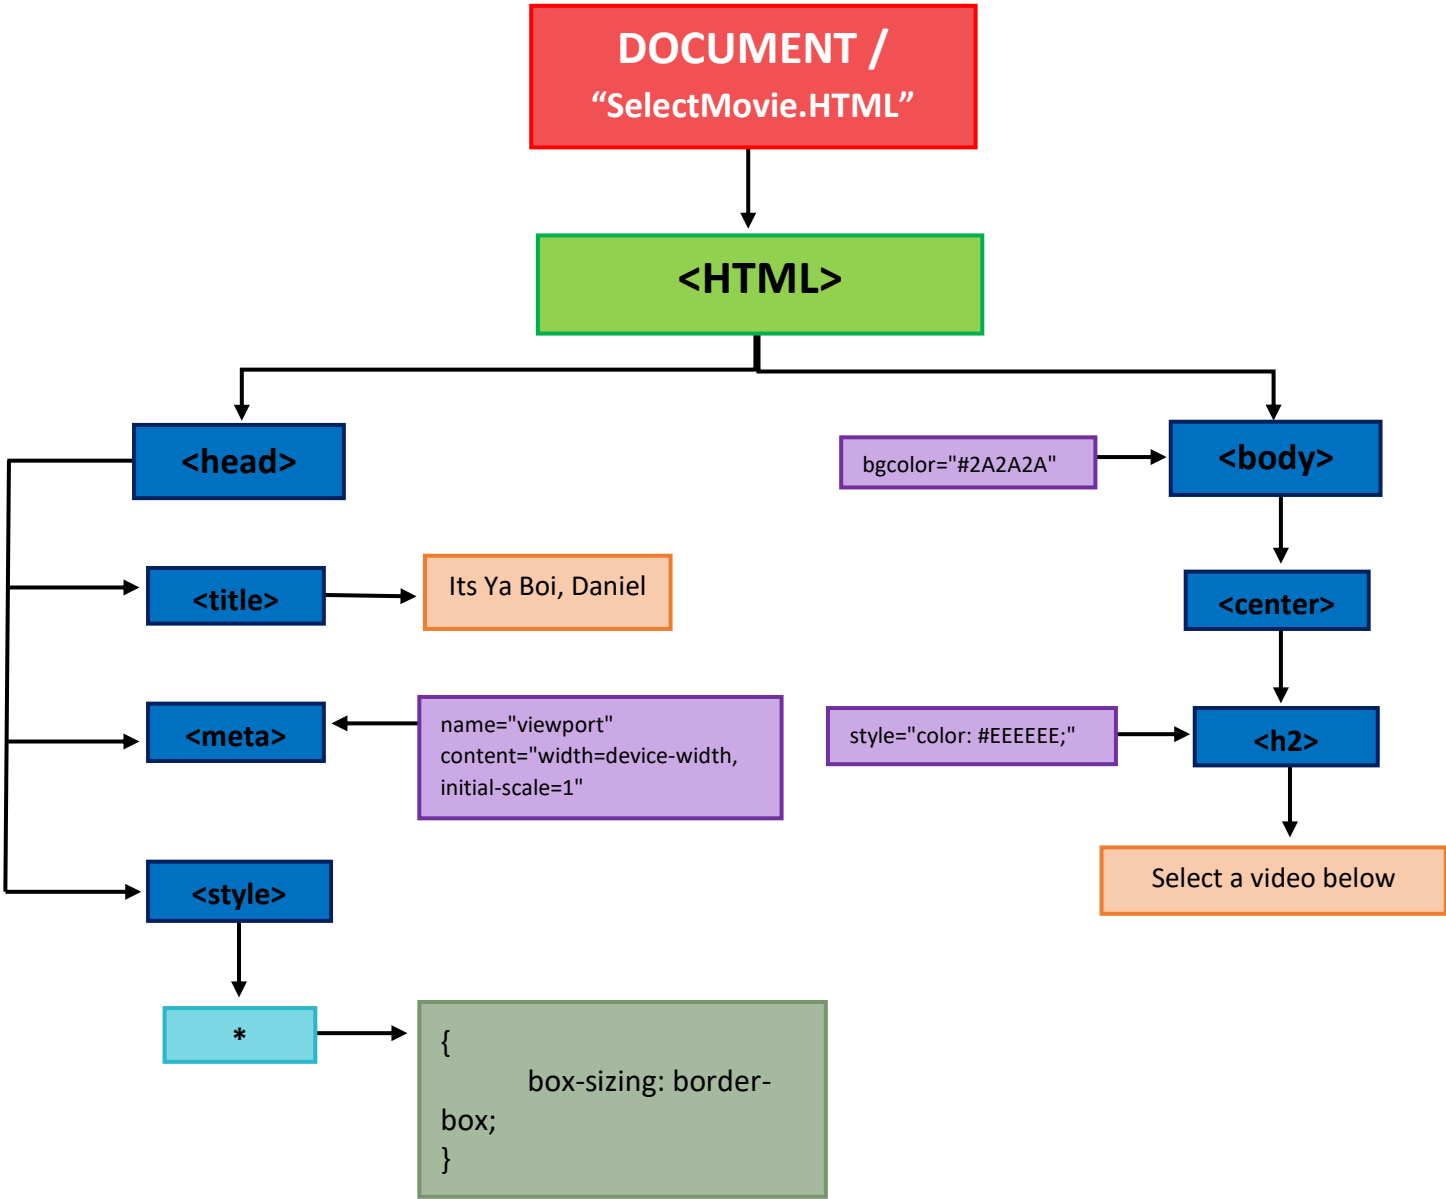 DOCUMENT /
“SelectMovie.HTML”
<HTML>
<head>
bgcolor="#2A2A2A"
<body>
<title>
Its Ya Boi, Daniel
<center>
<meta>
name="viewport"
content="width=device-width,
initial-scale=1"
style="color: #EEEEEE;"
<h2>
<style>
Select a video below
*
{
box-sizing: border-
box;
}